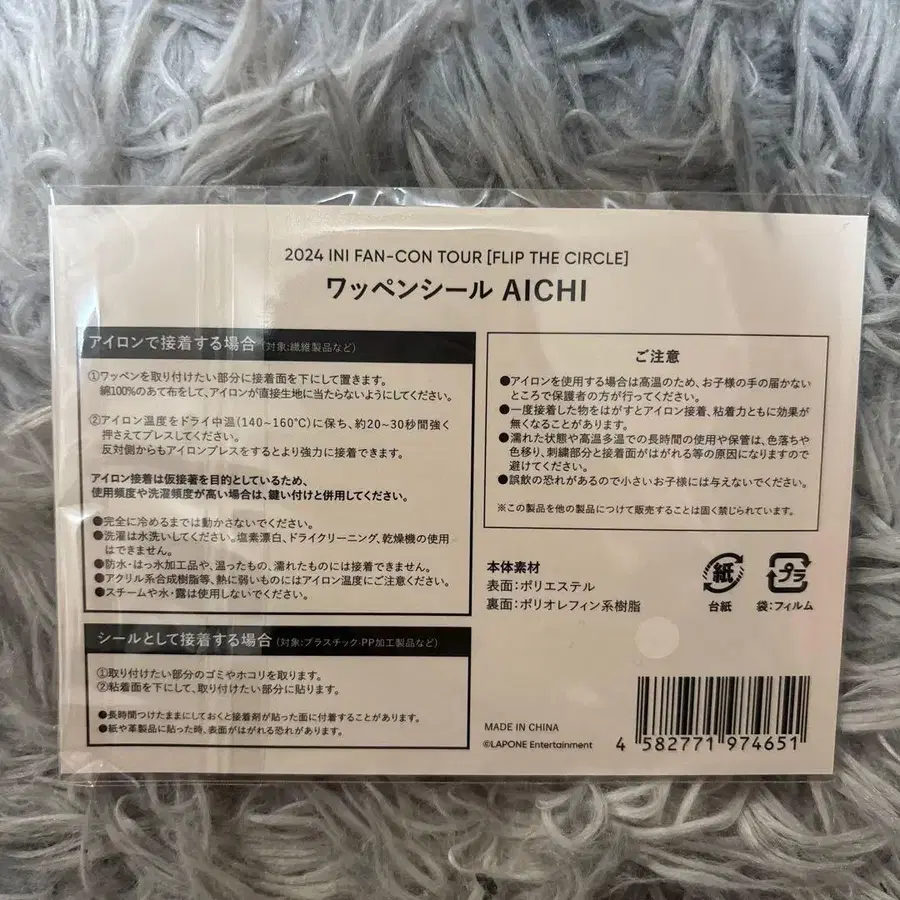 2024 INI FAN-CON TOUR [FLIP THE CIRCLE]
ワッペンシール AICHI
アイロンで接着する場合 (対象:繊維製品など)
①ワッペンを取り付けたい部分に接着面を下にして置きます。
綿100%のあて布をして、アイロンが直接生地に当たらないようにしてください。
②アイロン温度をドライ中温(140~160℃)に保ち、約20~30秒間強く
押さえてプレスしてください。
反対側からもアイロンプレスをするとより強力に接着できます。
アイロン接着は仮接著を目的としているため、
使用頻度や洗濯頻度が高い場合は、縫い付けと併用してください。
●完全に冷めるまでは動かさないでください。
●洗濯は水洗いしてください。塩素漂白、ドライクリーニング、乾燥機の使用
はできません。
●防水・はっ水加工品や、湿ったもの、濡れたものには接着できません。
●アクリル系合成樹脂等、熱に弱いものにはアイロン温度にご注意ください。
●スチームや水・露は使用しないでください。
シールとして接着する場合 (対象:プラスチック・PP加工製品など)
①取り付けたい部分のゴミやホコリを取ります。
②粘着面を下にして、取り付けたい部分に貼ります。
●長時間つけたままにしておくと接着剤が貼った面に付着することがあります。
●紙や革製品に貼った時、表面がはがれる恐れがあります。
ご注意
●アイロンを使用する場合は高温のため、お子様の手の届かない
ところで保護者の方が行ってください。
●一度接着した物をはがすとアイロン接着、粘着力ともに効果が
無くなることがあります。
●濡れた状態や高温多湿での長時間の使用や保管は、色落ちや
色移り、刺繍部分と接着面がはがれる等の原因になりますので
避けてください。
●誤飲の恐れがあるので小さいお子様には与えないでください。
※この製品を他の製品につけて販売することは固く禁じられています。
本体素材
表面:ポリエステル
裏面:ポリオレフィン系樹脂
紙
台紙
プラ
袋:フィルム
MADE IN CHINA
©LAPONE Entertainment
4 582771 974651